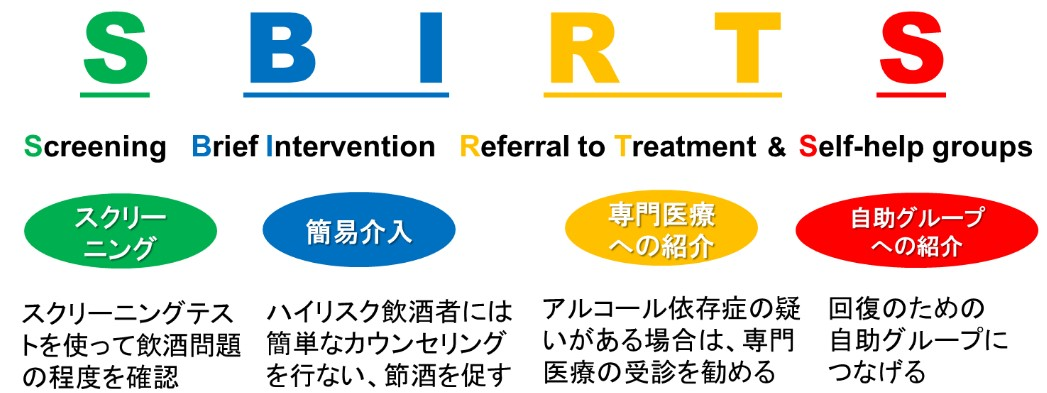 S B I R T S
Screening Brief Intervention Referral to Treatment & Self-help groups
スクリー
ニング
簡易介入
専門医療
への紹介
自助グループ
への紹介
スクリーニングテス
トを使って飲酒問題
の程度を確認
ハイリスク飲酒者には
簡単なカウンセリング
を行ない、節酒を促す
アルコール依存症の疑
いがある場合は、専門
医療の受診を勧める
回復のための
自助グループに
つなげる